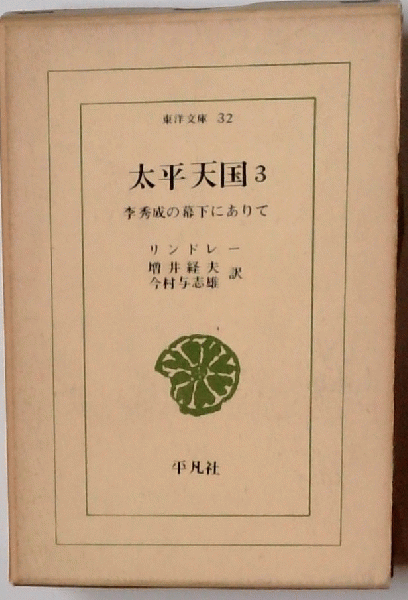 東洋文庫 32
太平天国 3
李秀成の幕下にありて
リンドレー
増井経夫
今村与志雄 訳
平凡社